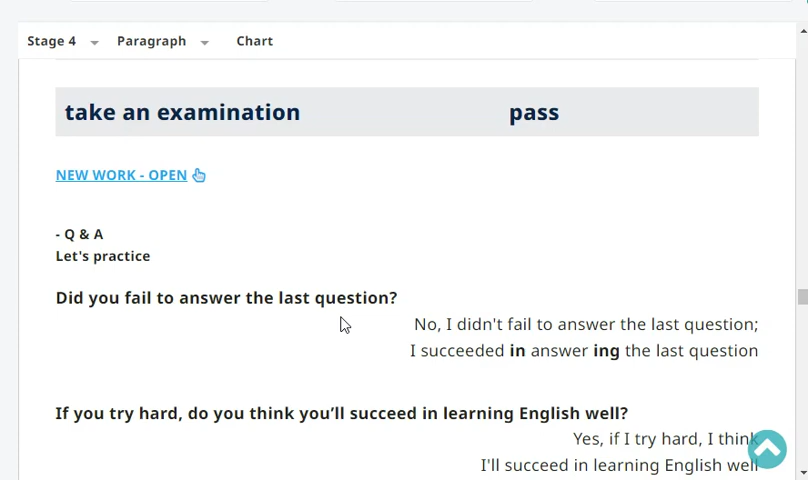 Stage 4 Paragraph Chart
take an examination pass
NEW WORK - OPEN
- Q & A
Let's practice
Did you fail to answer the last question?
No, I didn't fail to answer the last question;
I succeeded in answer ing the last question
If you try hard, do you think you’ll succeed in learning English well?
Yes, if I try hard, I think
I'll succeed in learning English well